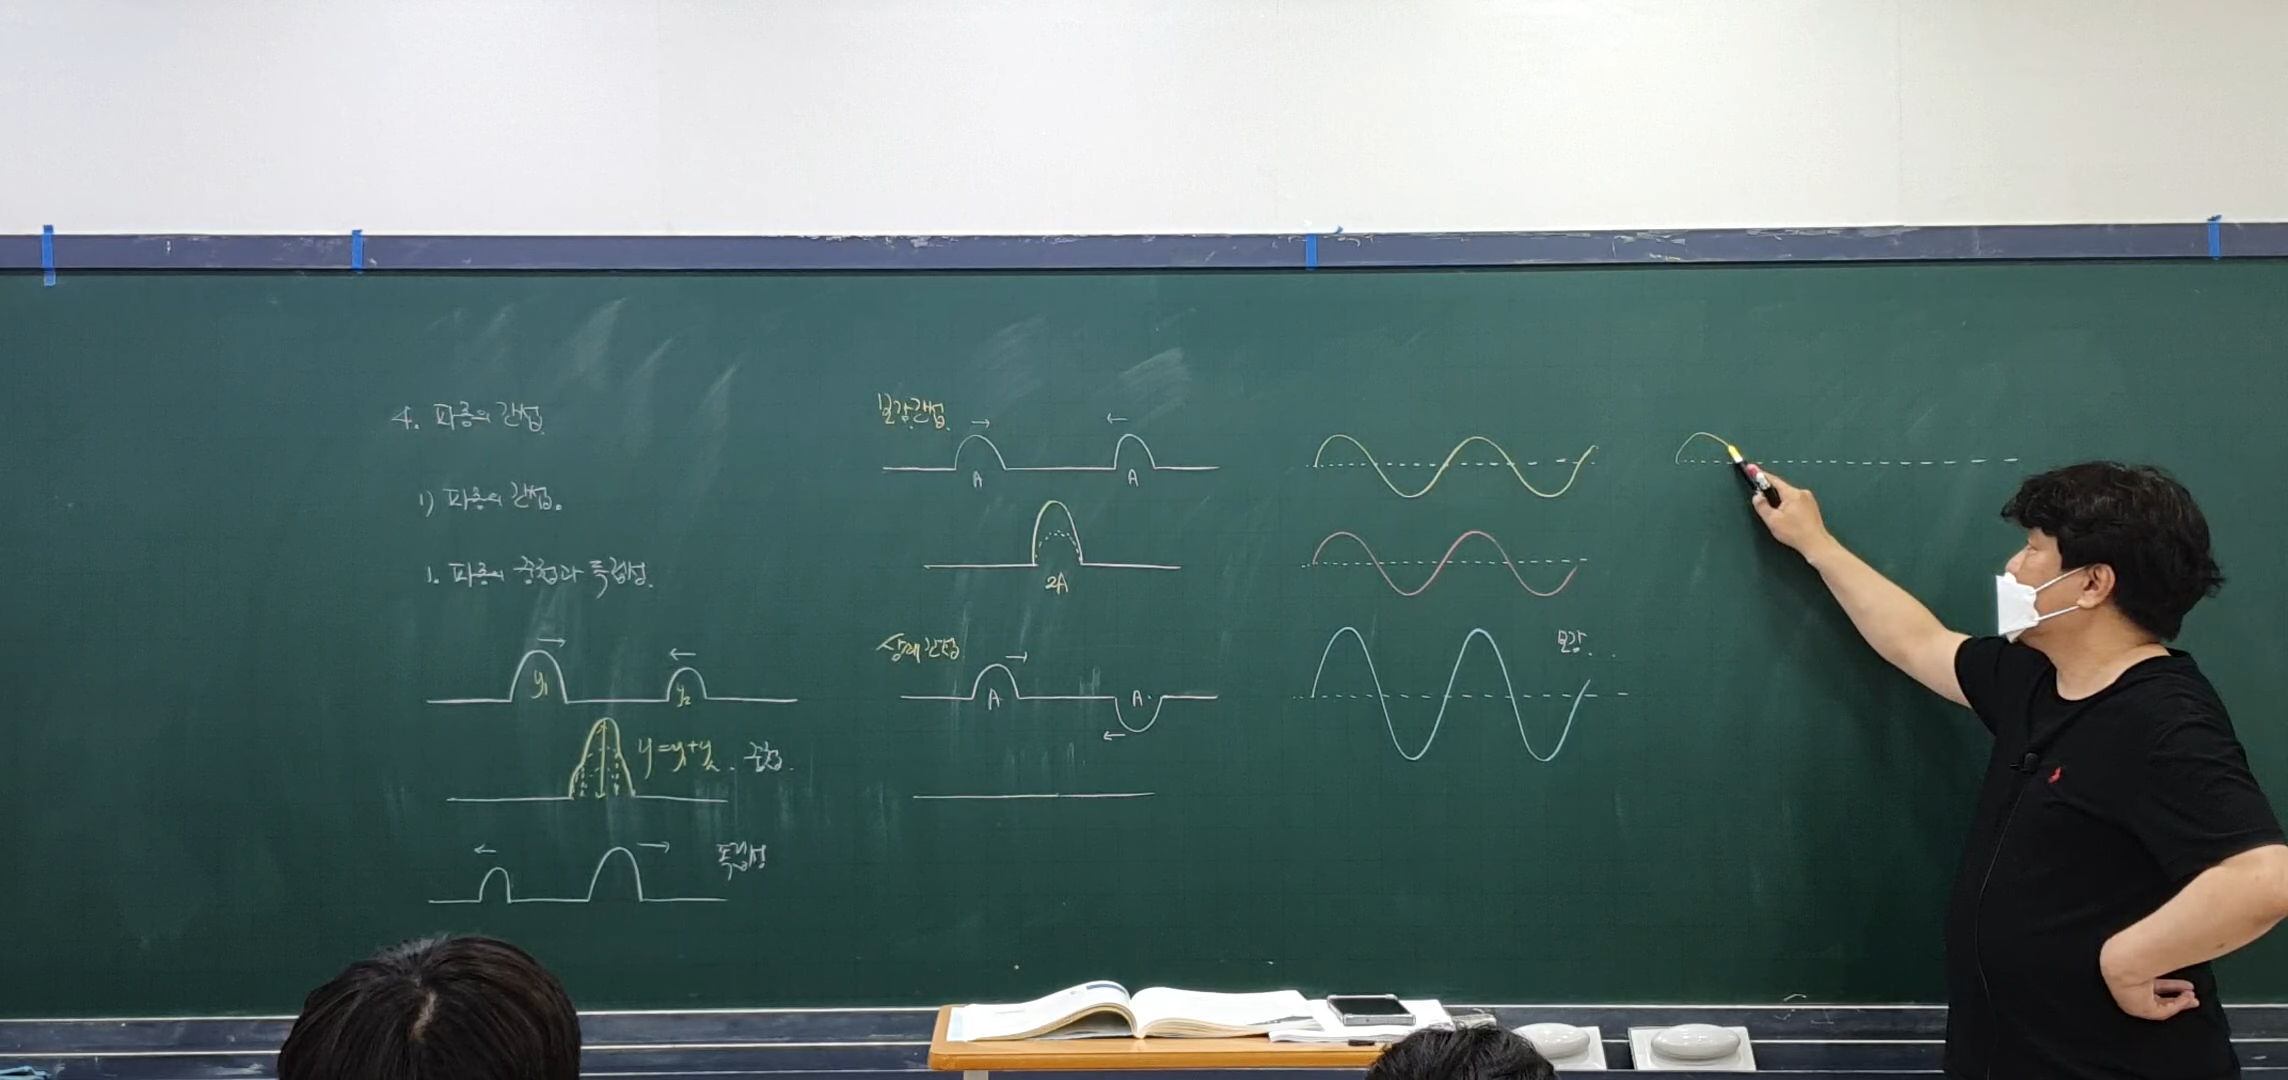 4. 파동의 간섭.
1) 파동의 간섭.
1. 파동의 중첩과 독립성.
→
←
y₁
y₂
y=y₁+y₂. 중첩.
←
→
독립성
보강간섭.
→
←
A
A
2A
상쇄간섭
→
A
A
←
보강.